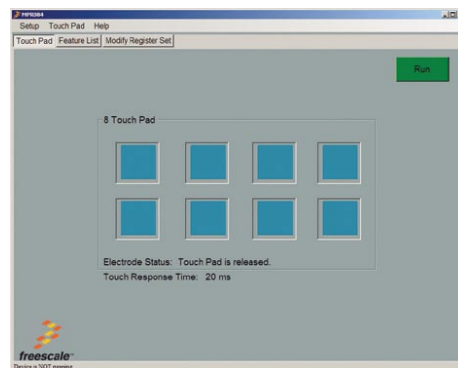 MPR084
Setup Touch Pad Help
Touch Pad Feature List Modify Register Set
Run
8 Touch Pad
Electrode Status: Touch Pad is released.
Touch Response Time: 20 ms
freescale™
Device is NOT running